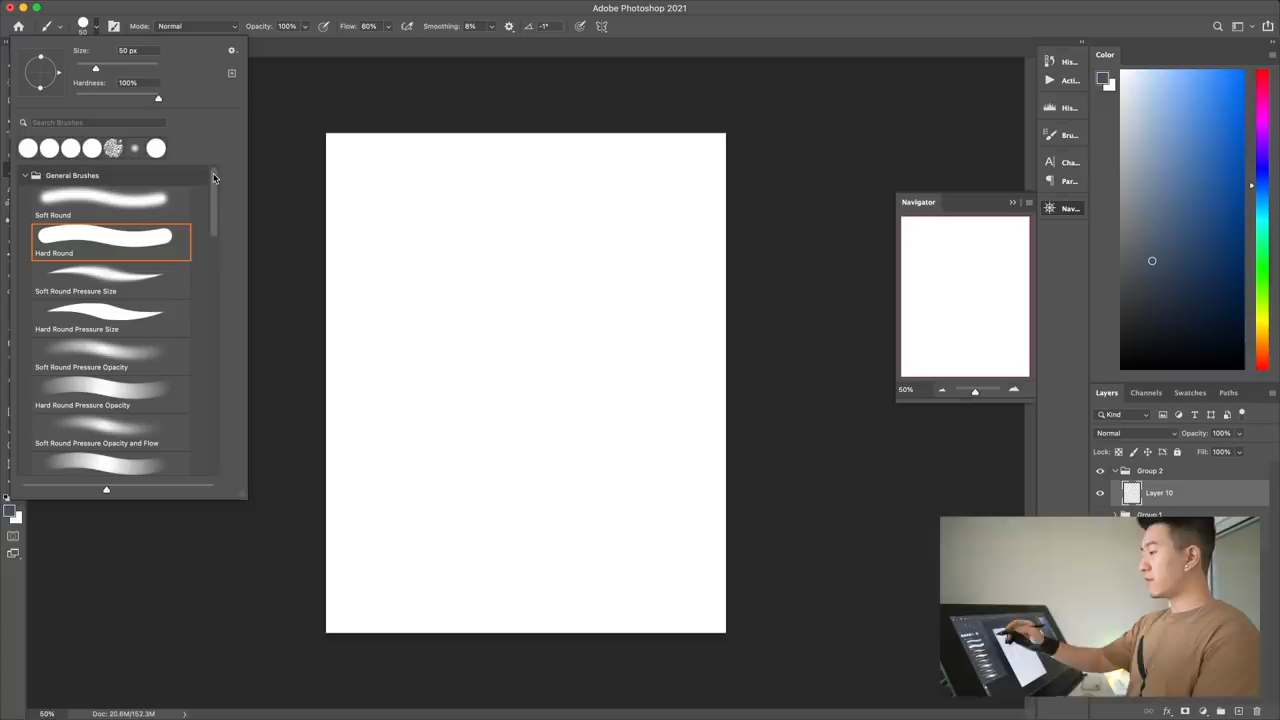 Adobe Photoshop 2021
50
Mode: Normal
Opacity: 100%
Flow: 60%
Smoothing: 8%
-1°
Size: 50 px
Hardness: 100%
Search Brushes
General Brushes
Soft Round
Hard Round
Soft Round Pressure Size
Hard Round Pressure Size
Soft Round Pressure Opacity
Hard Round Pressure Opacity
Soft Round Pressure Opacity and Flow
Navigator
50%
His...
Acti...
His...
Bru...
Cha...
Par...
Nav...
Color
Layers Channels Swatches Paths
Kind
Normal Opacity: 100%
Lock: Fill: 100%
Group 2
Layer 10
Group 1
50% Doc: 20.6M/152.3M